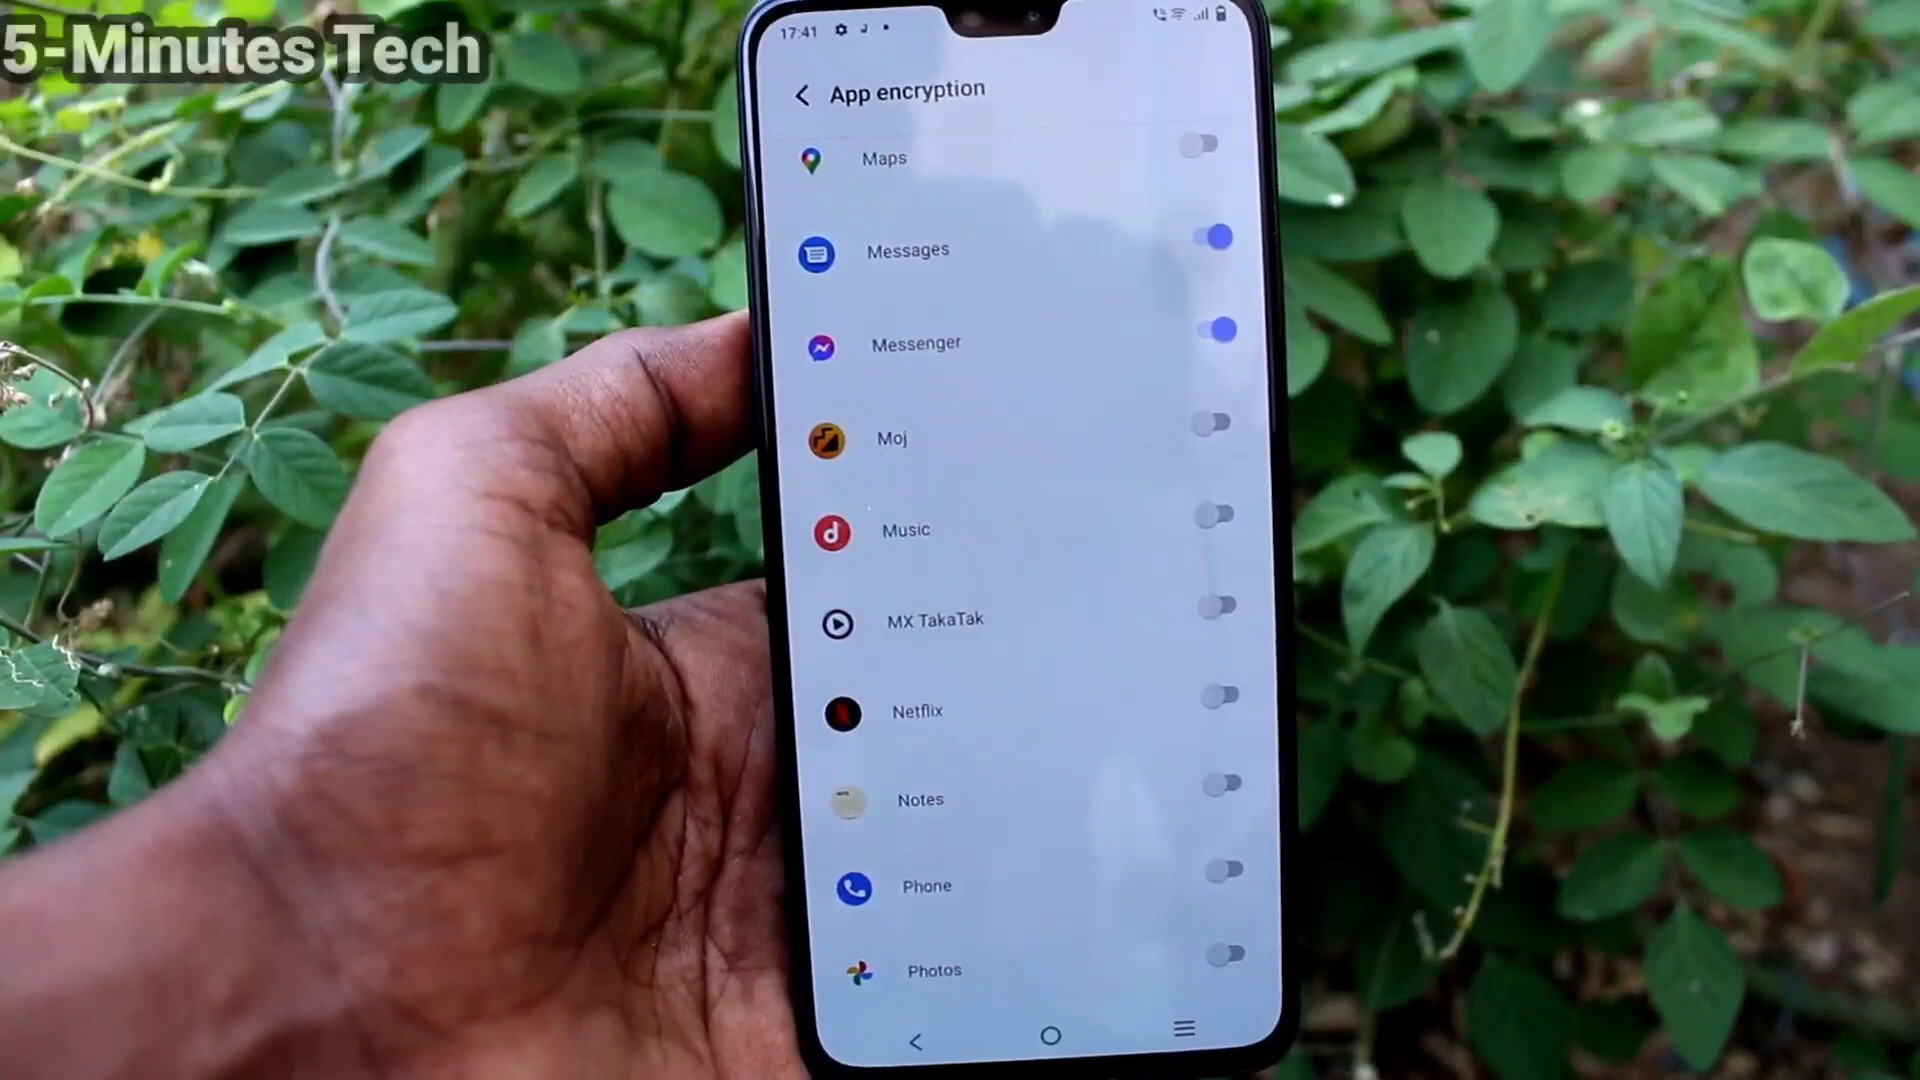 5-Minutes Tech
17:41
App encryption
Maps
Messages
Messenger
Moj
Music
MX TakaTak
Netflix
Notes
Phone
Photos